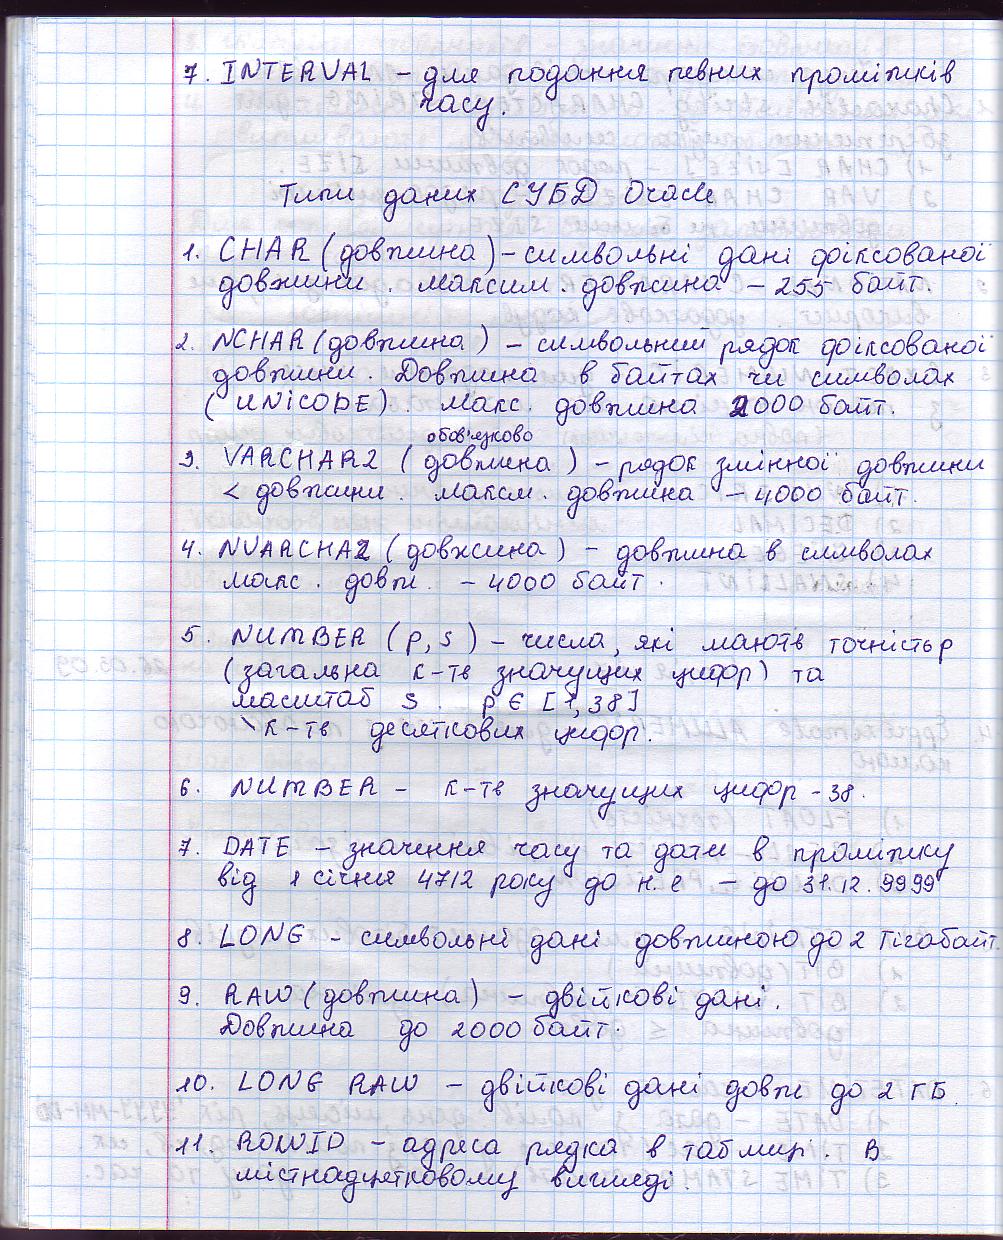 7. INTERVAL – для подання певних проміжків
часу.
Типи даних СУБД Oracle
1. CHAR (довжина) – символьні дані фіксованої
довжини. Максим. довжина – 255 байт
2. NCHAR (довжина) – символьний рядок фіксованої
довжини. Довжина в байтах чи символах
(UNICODE). Макс. довжина 2000 байт.
обов'язково
3. VARCHAR2 (довжина) – рядок змінної довжини
< довжини. Максм. довжина – 4000 байт.
4. NVARCHA2 (довжина) – довжина в символах
макс. довж. – 4000 байт.
5. NUMBER (p, s) – числа, які мають точність p
(загальна к-ть значущих цифр) та
масштаб s. p ∈ [1, 38]
к-ть десяткових цифр.
6. NUMBER – к-ть значущих цифр - 38.
7. DATE – значення часу та дати в проміжку
від 1 січня 4712 року до н.е – до 31.12.9999
8. LONG – символьні дані довжиною до 2 Гігабайт.
9. RAW (довжина) – двійкові дані.
Довжина до 2000 байт.
10. LONG RAW – двійкові дані довж до 2 ГБ.
11. ROWID – адреса рядка в таблиці. В
містнадцятковому вигляді.